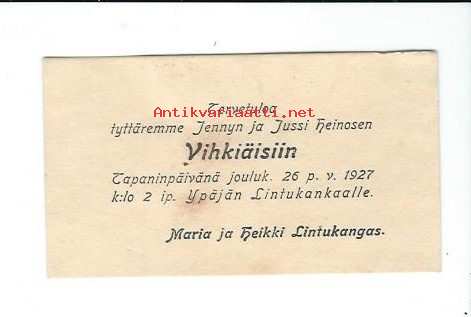 Tervetuloa
Antikvariaatti.net
tyttäremme Jennyn ja Jussi Heinosen
Vihkiäisiin
Tapaninpäivänä jouluk. 26 p. v. 1927
k:lo 2 ip. Ypäjän Lintukankaalle.
Maria ja Heikki Lintukangas.